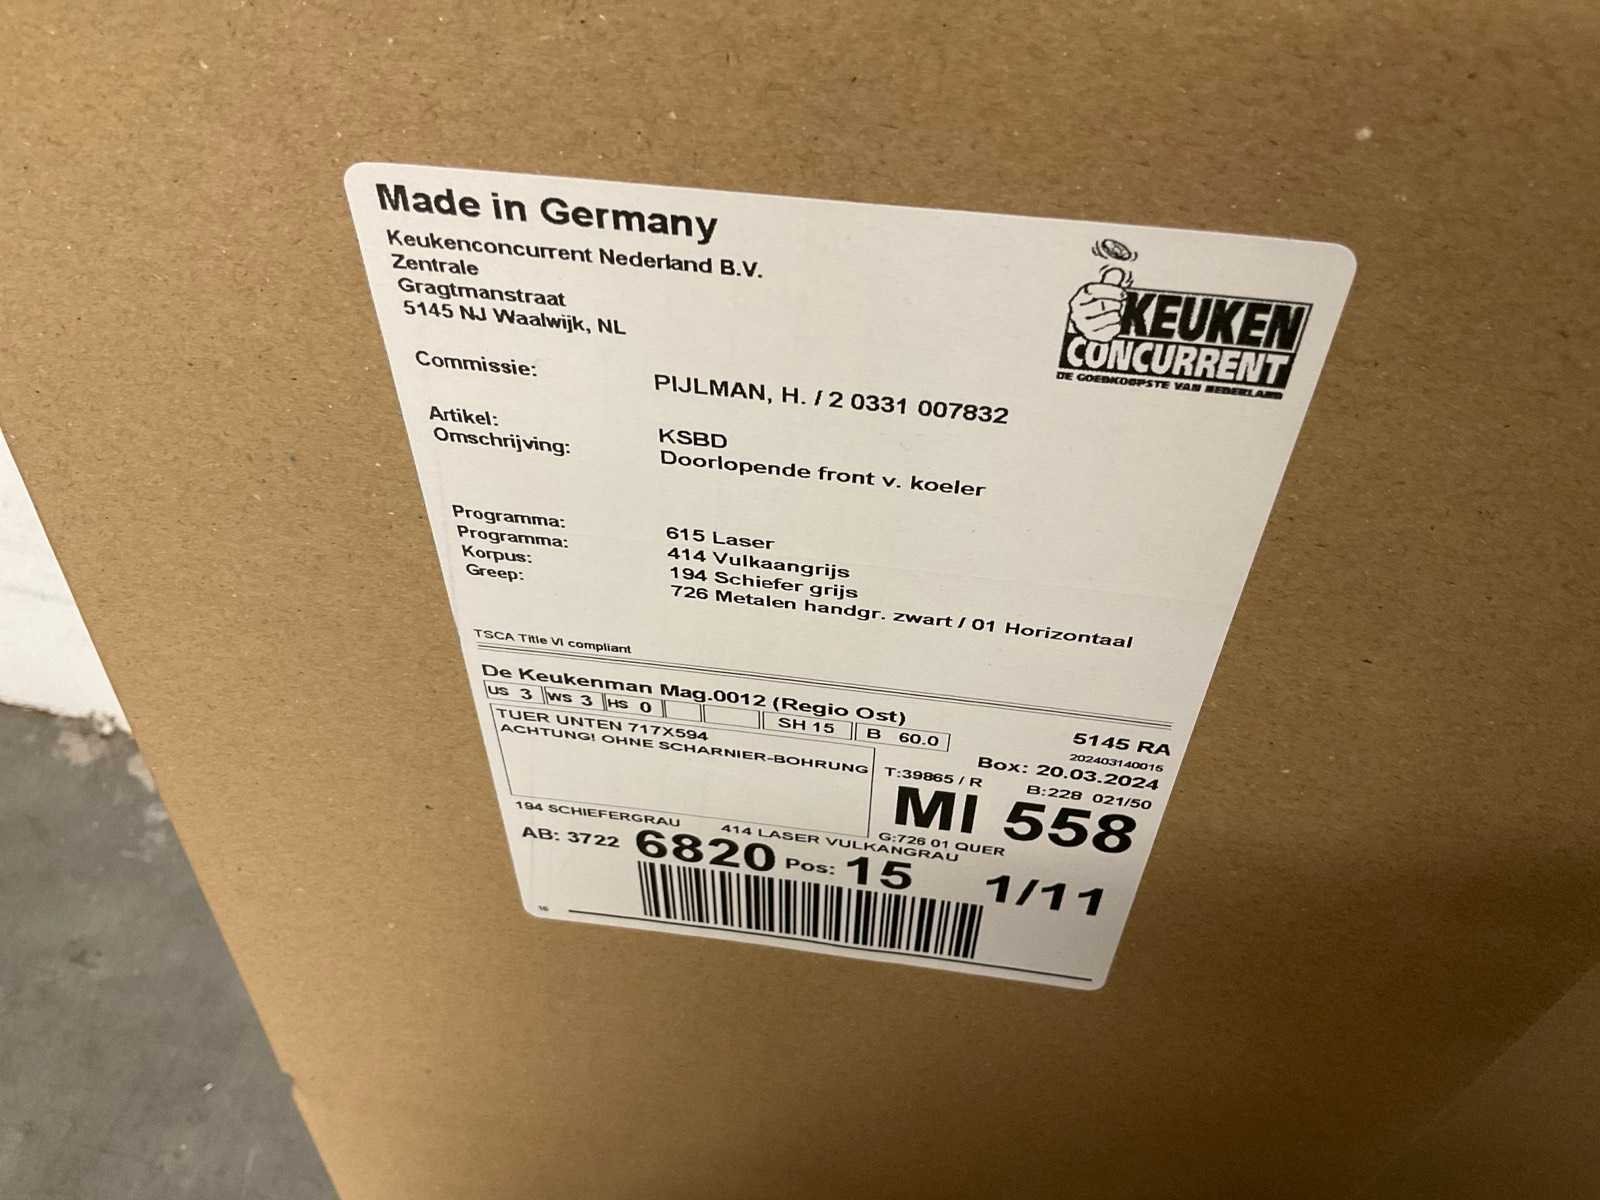 Made in Germany
Keukenconcurrent Nederland B.V.
Zentrale
Gragtmanstraat
5145 NJ Waalwijk, NL
KEUKEN
CONCURRENT
DE GOEDKOOPSTE VAN NEDERLAND
Commissie: PIJLMAN, H. / 2 0331 007832
Artikel: KSBD
Omschrijving: Doorlopende front v. koeler
Programma: 615 Laser
Programma: 414 Vulkaangrijs
Korpus: 194 Schiefer grijs
Greep: 726 Metalen handgr. zwart / 01 Horizontaal
TSCA Title VI compliant
De Keukenman Mag.0012 (Regio Ost) 5145 RA
US 3 WS 3 HS 0 SH 15 B 60.0 202403140015
TUER UNTEN 717X594 Box: 20.03.2024
ACHTUNG! OHNE SCHARNIER-BOHRUNG T:39865 / R B:228 021/50
MI 558
194 SCHIEFERGRAU 414 LASER VULKANGRAU G:726 01 QUER
AB: 3722 6820 Pos: 15 1/11
16